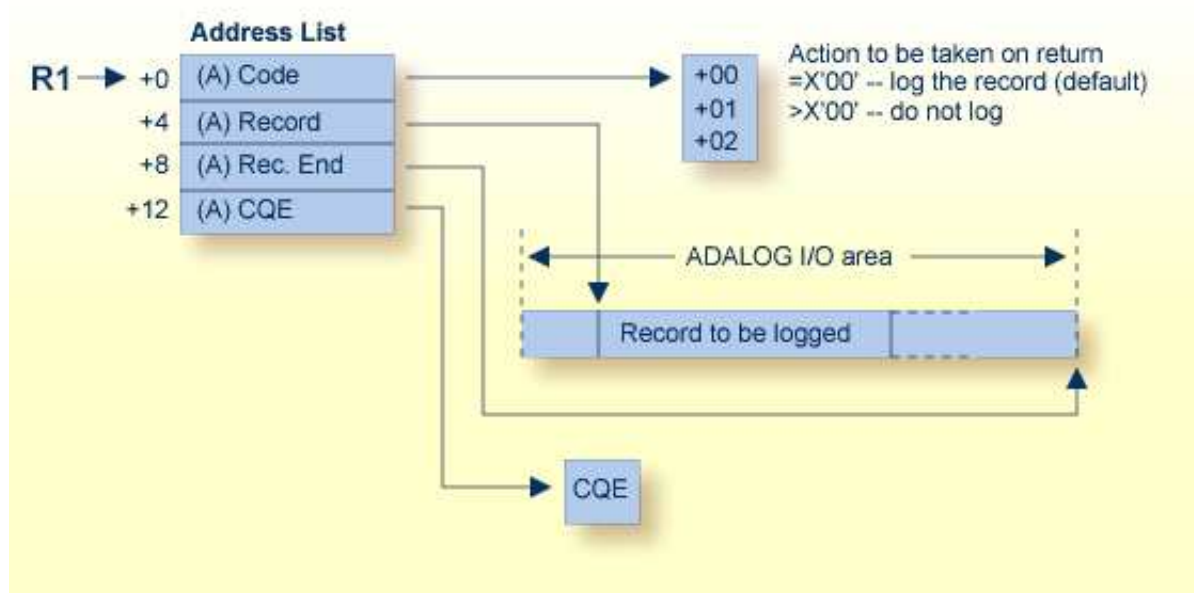 Address List
R1
+0
(A) Code
+4
(A) Record
+8
(A) Rec. End
+12
(A) CQE
+00
+01
+02
Action to be taken on return
=X'00' -- log the record (default)
>X'00' -- do not log
ADALOG I/O area
Record to be logged
CQE